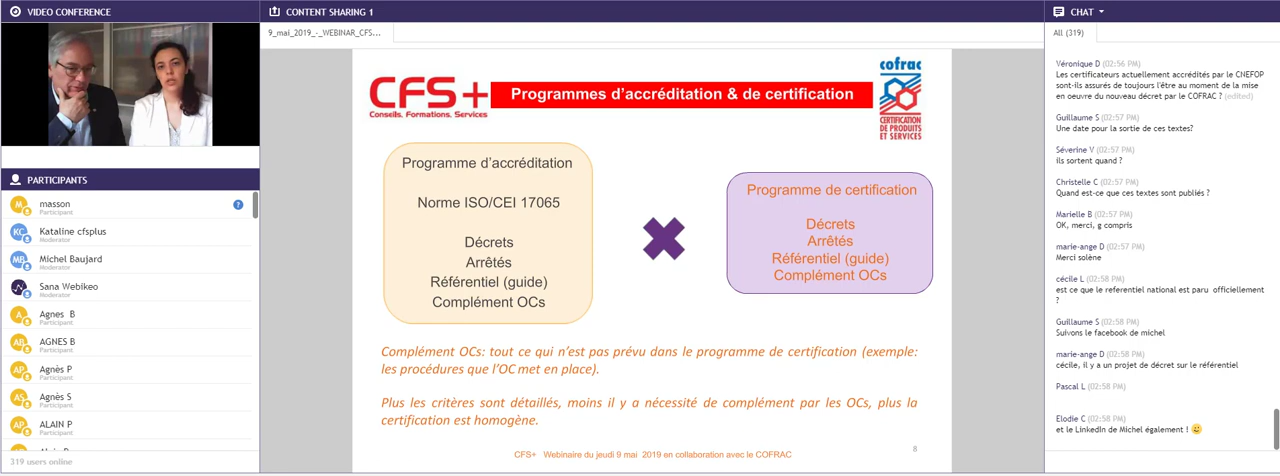 VIDEO CONFERENCE
PARTICIPANTS
M
masson
Participant
?
KC
Kataline cfsplus
Moderator
MB
Michel Baujard
Moderator
Sana Webikeo
Moderator
A
Agnes B
Participant
AB
AGNES B
Participant
AP
Agnès P
Participant
AS
Agnès S
Participant
AP
ALAIN P
Participant
319 users online
CONTENT SHARING 1
9_mai_2019_-_WEBINAR_CFS...
CFS+
Conseils, Formations, Services
Programmes d'accréditation & de certification
cofrac
CERTIFICATION
DE PRODUITS
ET SERVICES
Programme d'accréditation
Norme ISO/CEI 17065
Décrets
Arrêtés
Référentiel (guide)
Complément OCs
Programme de certification
Décrets
Arrêtés
Référentiel (guide)
Complément OCs
Complément OCs: tout ce qui n'est pas prévu dans le programme de certification (exemple:
les procédures que l'OC met en place).
Plus les critères sont détaillés, moins il y a nécessité de complément par les OCs, plus la
certification est homogène.
CFS+ Webinaire du jeudi 9 mai 2019 en collaboration avec le COFRAC
8
CHAT
All (319)
Véronique D (02:56 PM)
Les certificateurs actuellement accrédités par le CNEFOP
sont-ils assurés de toujours l'être au moment de la mise
en oeuvre du nouveau décret par le COFRAC ? (edited)
Guillaume S (02:57 PM)
Une date pour la sortie de ces textes?
Séverine V (02:57 PM)
ils sortent quand ?
Christelle C (02:57 PM)
Quand est-ce que ces textes sont publiés ?
Marielle B (02:57 PM)
OK, merci, g compris
marie-ange D (02:57 PM)
Merci solène
cécile L (02:58 PM)
est ce que le referentiel national est paru officiellement
?
Guillaume S (02:58 PM)
Suivons le facebook de michel
marie-ange D (02:58 PM)
cécile, il y a un projet de décret sur le référentiel
Pascal L (02:58 PM)
Elodie C (02:58 PM)
et le LinkedIn de Michel également !